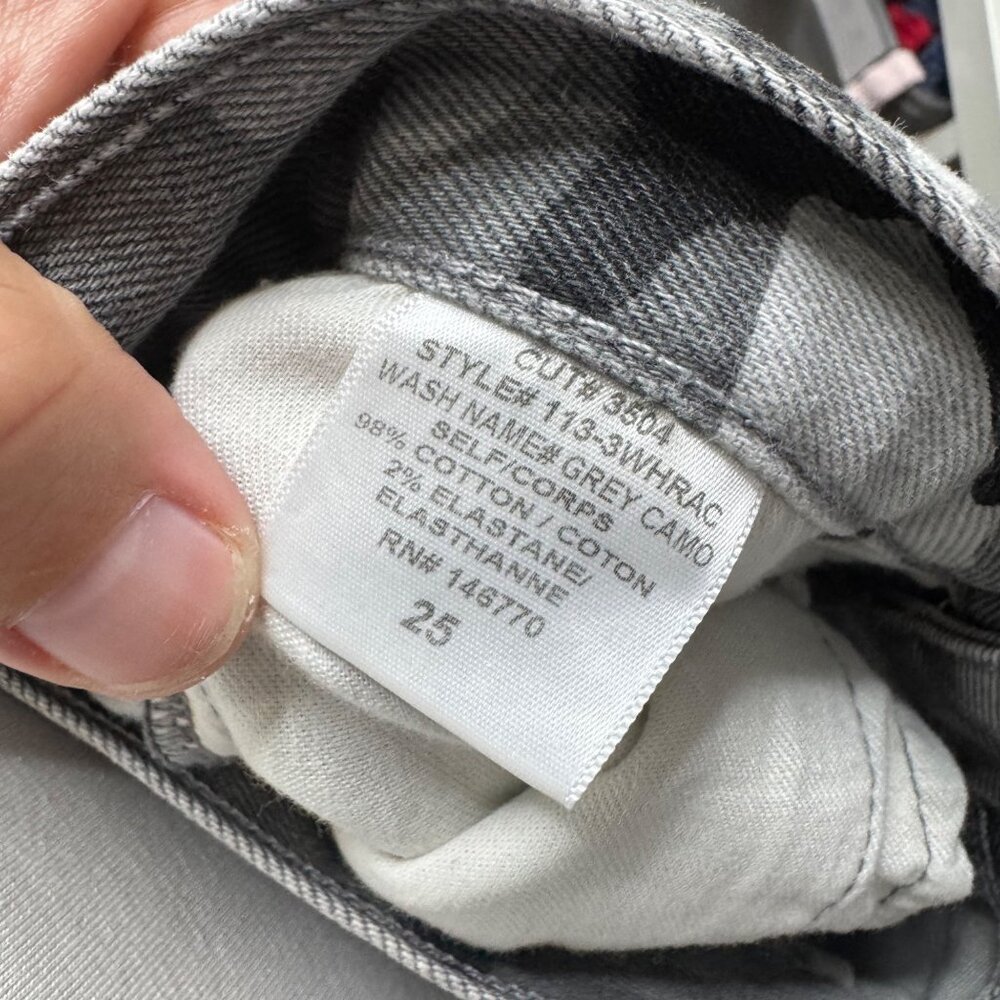 CUT# 3504
STYLE# 113-3WHRAC
WASH NAME# GREY CAMO
SELF/CORPS
98% COTTON / COTON
2% ELASTANE/
ELASTHANNE
RN# 146770
25